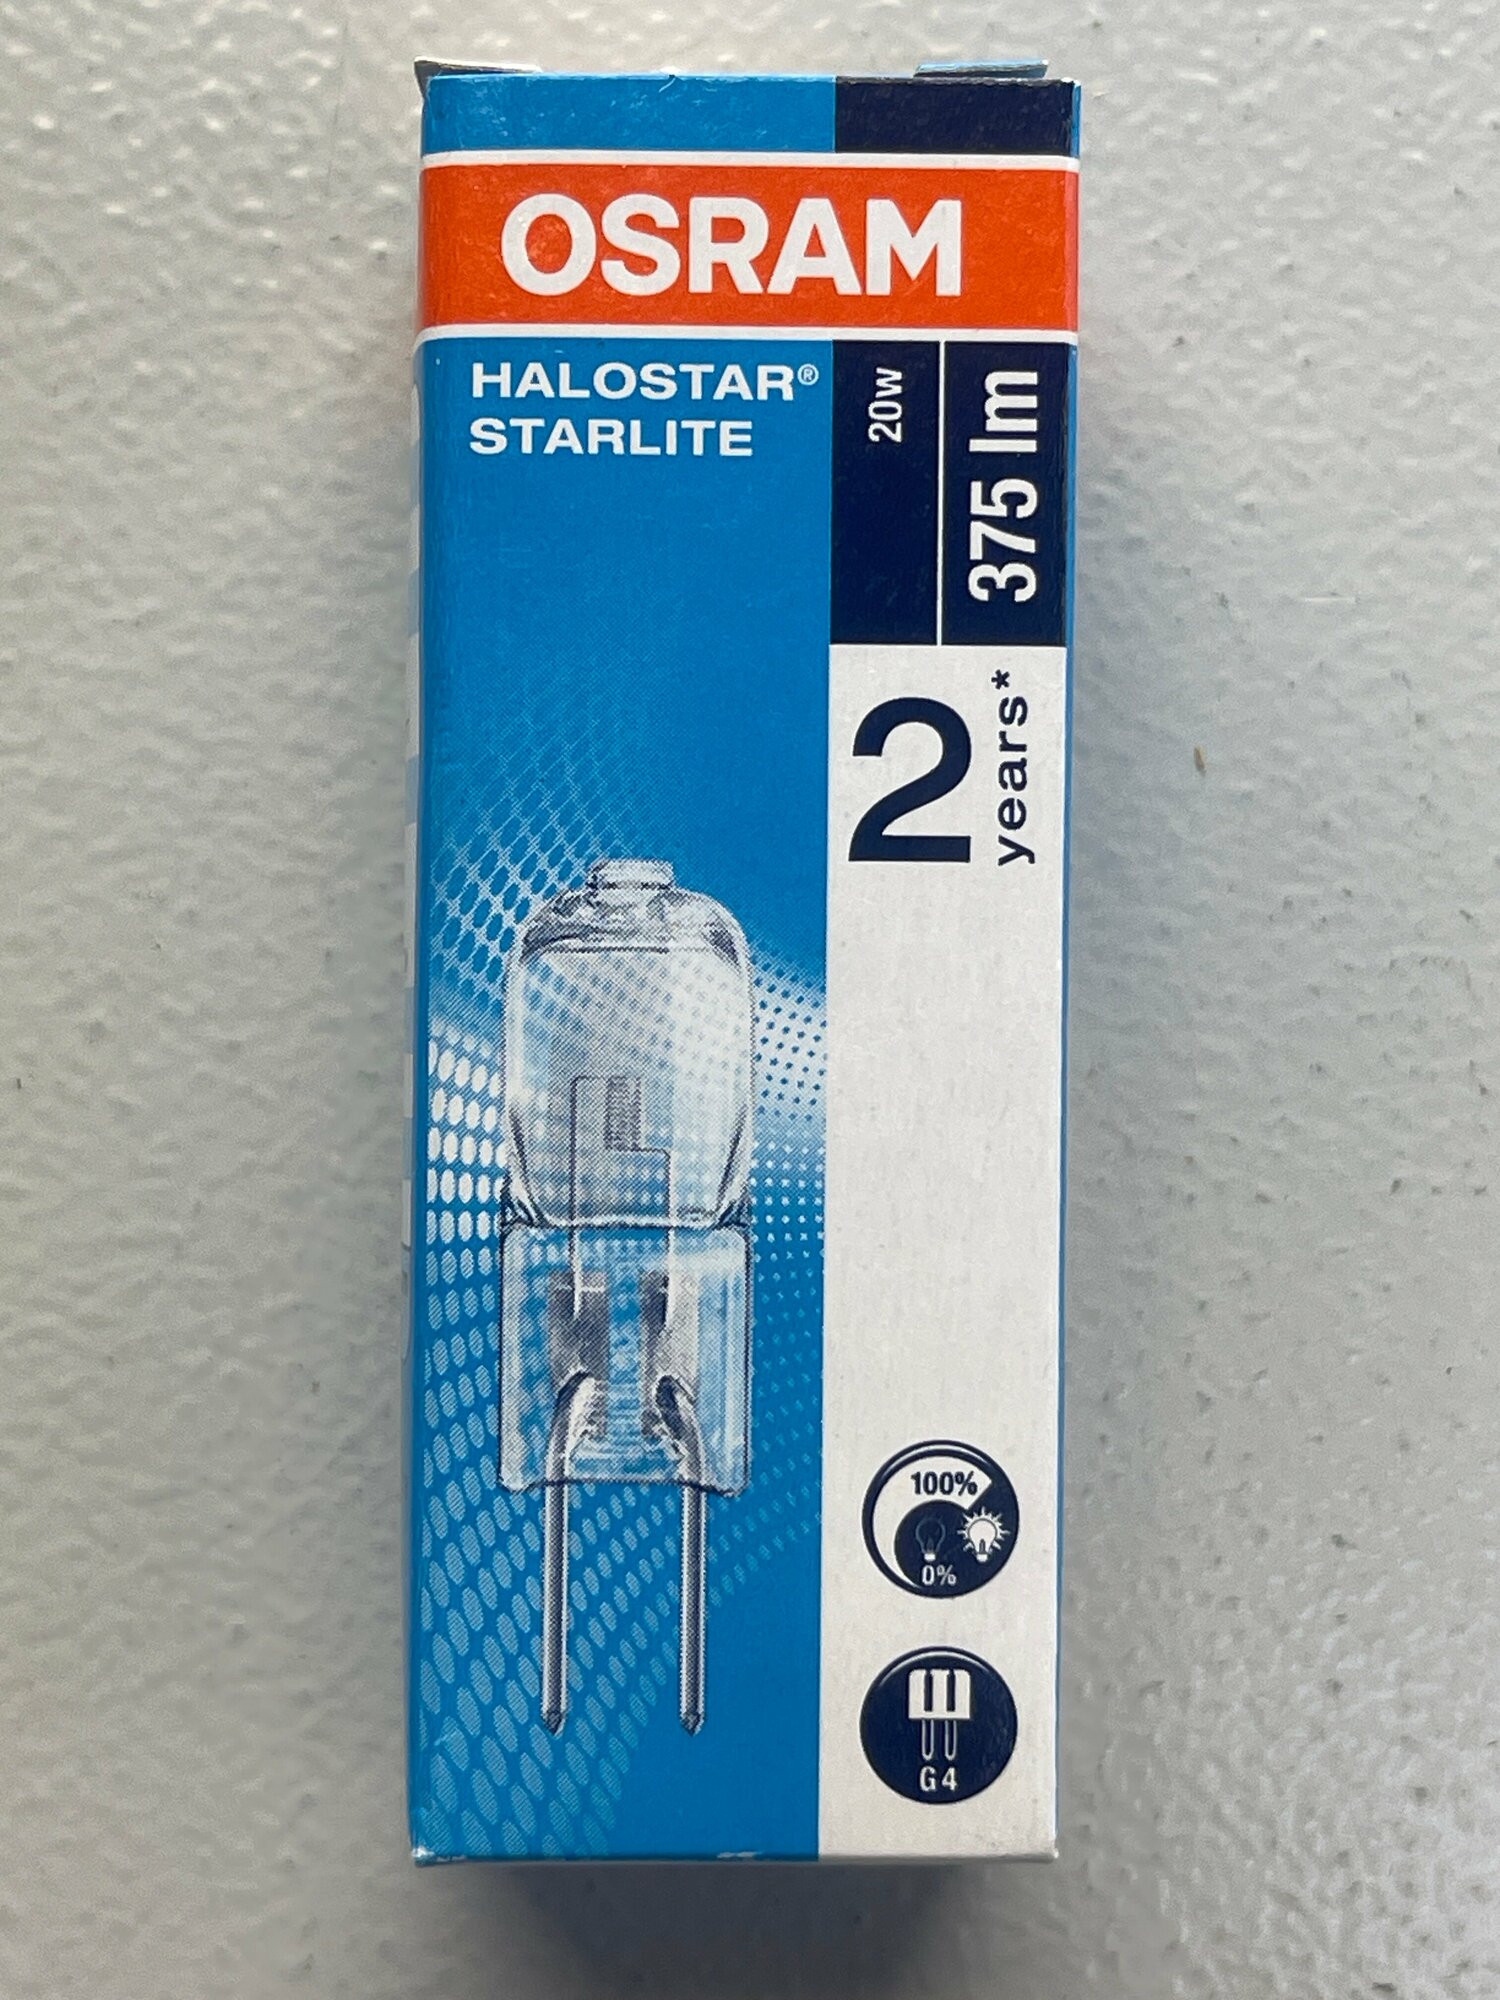 OSRAM
HALOSTAR®
STARLITE
20w
375 lm
2
years*
100%
0%
G4